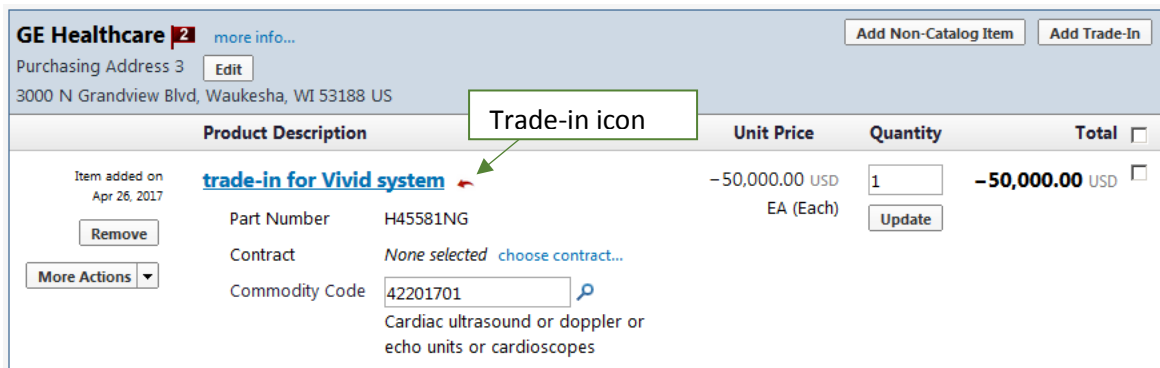 GE Healthcare 2 more info... Add Non-Catalog Item Add Trade-In
Purchasing Address 3 Edit
3000 N Grandview Blvd, Waukesha, WI 53188 US
Trade-in icon
Product Description Unit Price Quantity Total
Item added on
Apr 26, 2017
trade-in for Vivid system −50,000.00 USD 1 −50,000.00 USD
EA (Each)
Part Number H45581NG Update
Remove
Contract None selected choose contract...
More Actions
Commodity Code 42201701
Cardiac ultrasound or doppler or
echo units or cardioscopes